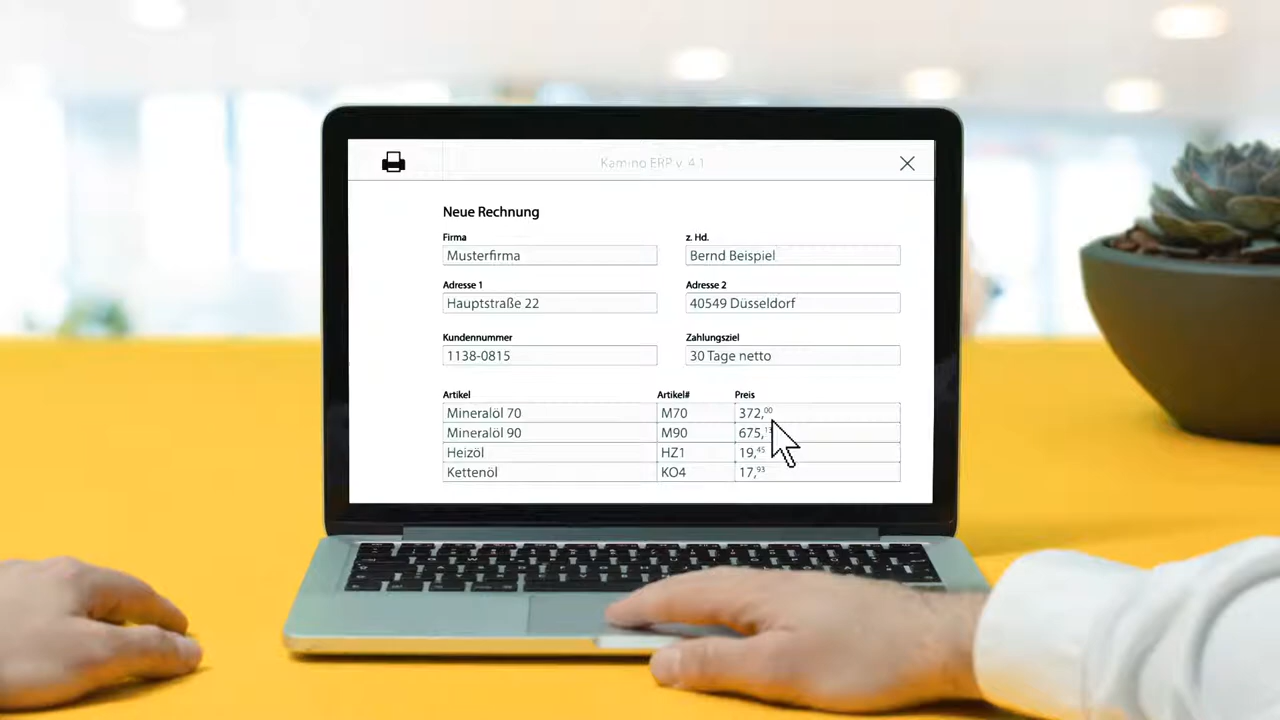 Kamino ERP v. 4.1
Neue Rechnung
Firma z. Hd.
Musterfirma Bernd Beispiel
Adresse 1 Adresse 2
Hauptstraße 22 40549 Düsseldorf
Kundennummer Zahlungsziel
1138-0815 30 Tage netto
Artikel Artikel# Preis
Mineralöl 70 M70 372,00
Mineralöl 90 M90 675,
Heizöl HZ1 19,45
Kettenöl KO4 17,93